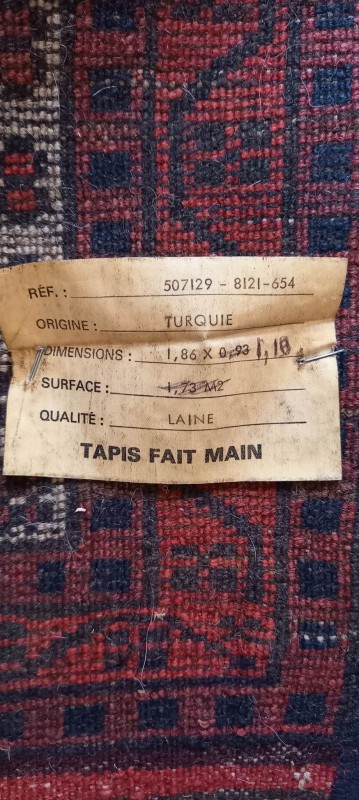 RÉF. : 507129 - 8121-654
ORIGINE : TURQUIE
DIMENSIONS : 1,86 X 0,93 1,18
SURFACE : 1,73 M2
QUALITÉ : LAINE
TAPIS FAIT MAIN